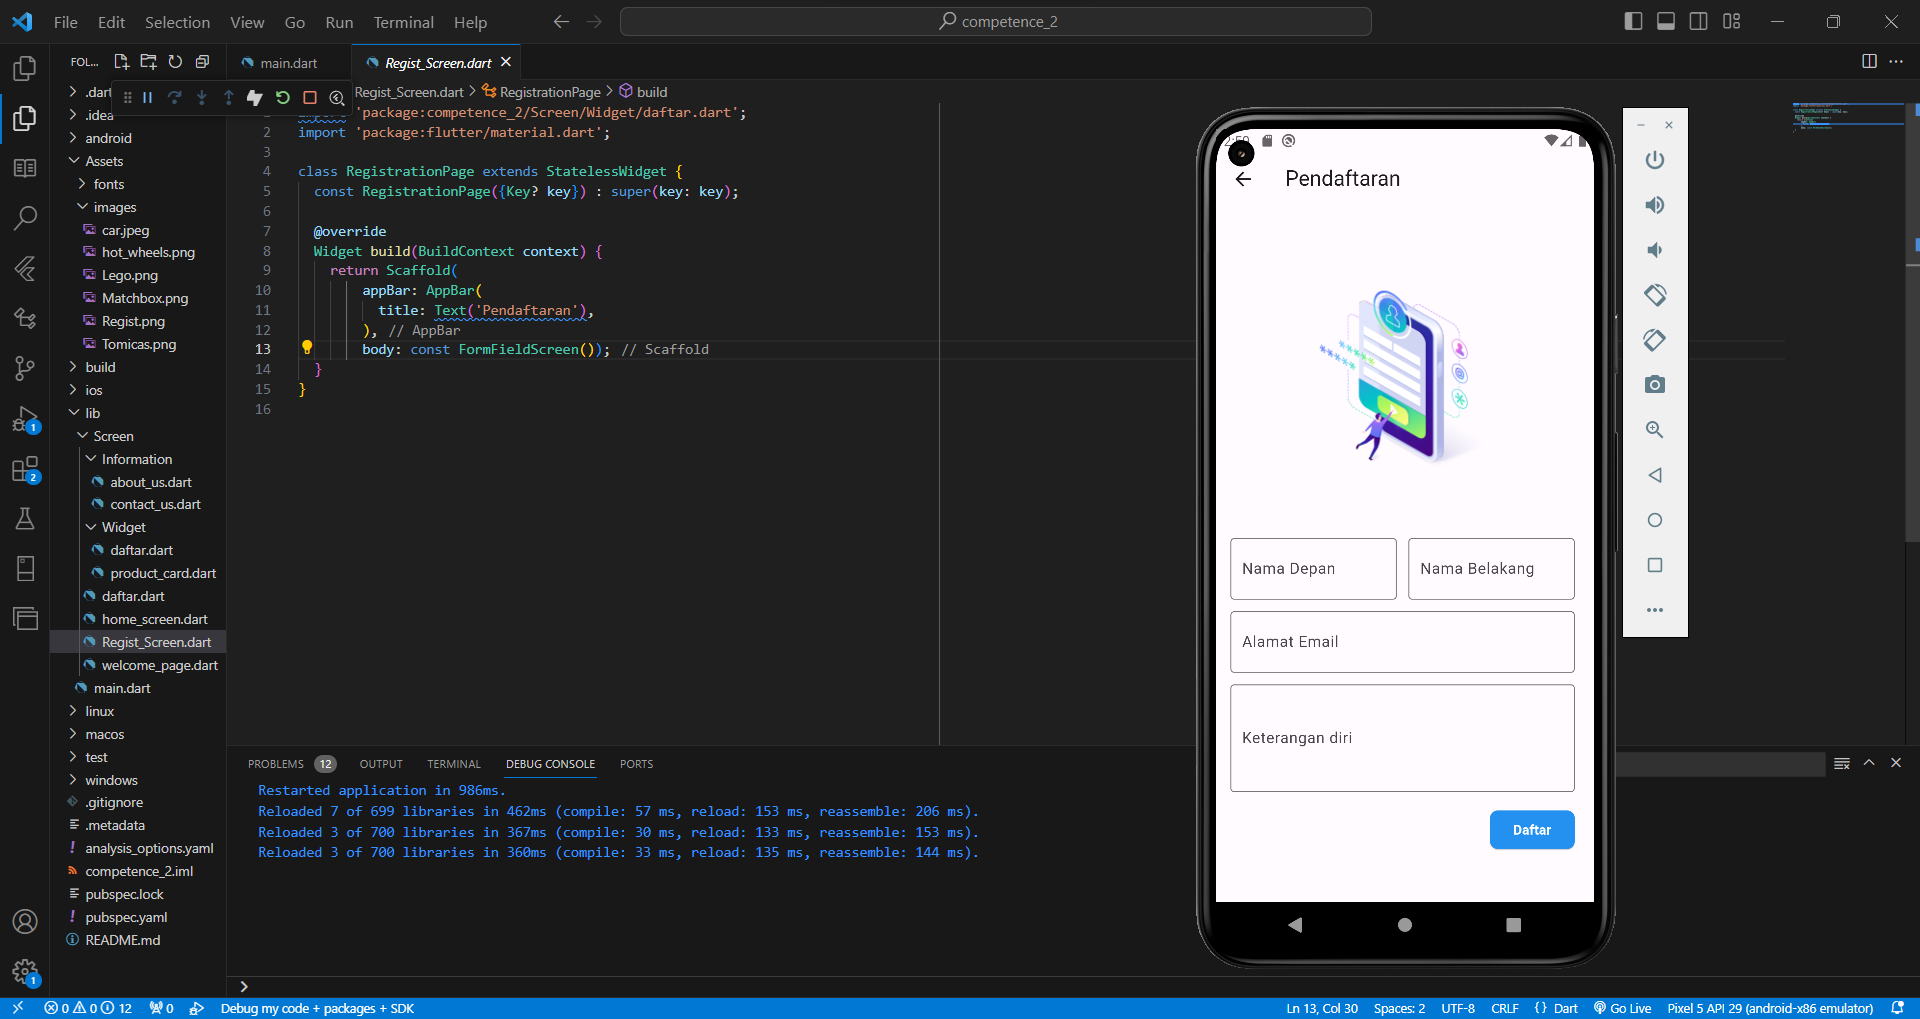 File Edit Selection View Go Run Terminal Help
competence_2
FOL...
main.dart
Regist_Screen.dart
Regist_Screen.dart > RegistrationPage > build
.dart
.idea
android
Assets
fonts
images
car.jpeg
hot_wheels.png
Lego.png
Matchbox.png
Regist.png
Tomicas.png
build
ios
lib
Screen
Information
about_us.dart
contact_us.dart
Widget
daftar.dart
product_card.dart
daftar.dart
home_screen.dart
Regist_Screen.dart
welcome_page.dart
main.dart
linux
macos
test
windows
.gitignore
.metadata
analysis_options.yaml
competence_2.iml
pubspec.lock
pubspec.yaml
README.md
1
2
1
import 'package:competence_2/Screen/Widget/daftar.dart';
2 import 'package:flutter/material.dart';
3
4 class RegistrationPage extends StatelessWidget {
5 const RegistrationPage({Key? key}) : super(key: key);
6
7 @override
8 Widget build(BuildContext context) {
9 return Scaffold(
10 appBar: AppBar(
11 title: Text('Pendaftaran'),
12 ), // AppBar
13 body: const FormFieldScreen()); // Scaffold
14 }
15 }
16
PROBLEMS 12 OUTPUT TERMINAL DEBUG CONSOLE PORTS
Restarted application in 986ms.
Reloaded 7 of 699 libraries in 462ms (compile: 57 ms, reload: 153 ms, reassemble: 206 ms).
Reloaded 3 of 700 libraries in 367ms (compile: 30 ms, reload: 133 ms, reassemble: 153 ms).
Reloaded 3 of 700 libraries in 360ms (compile: 33 ms, reload: 135 ms, reassemble: 144 ms).
Pendaftaran
Nama Depan
Nama Belakang
Alamat Email
Keterangan diri
Daftar
0 0 12 0 Debug my code + packages + SDK
Ln 13, Col 30 Spaces: 2 UTF-8 CRLF {} Dart Go Live Pixel 5 API 29 (android-x86 emulator)